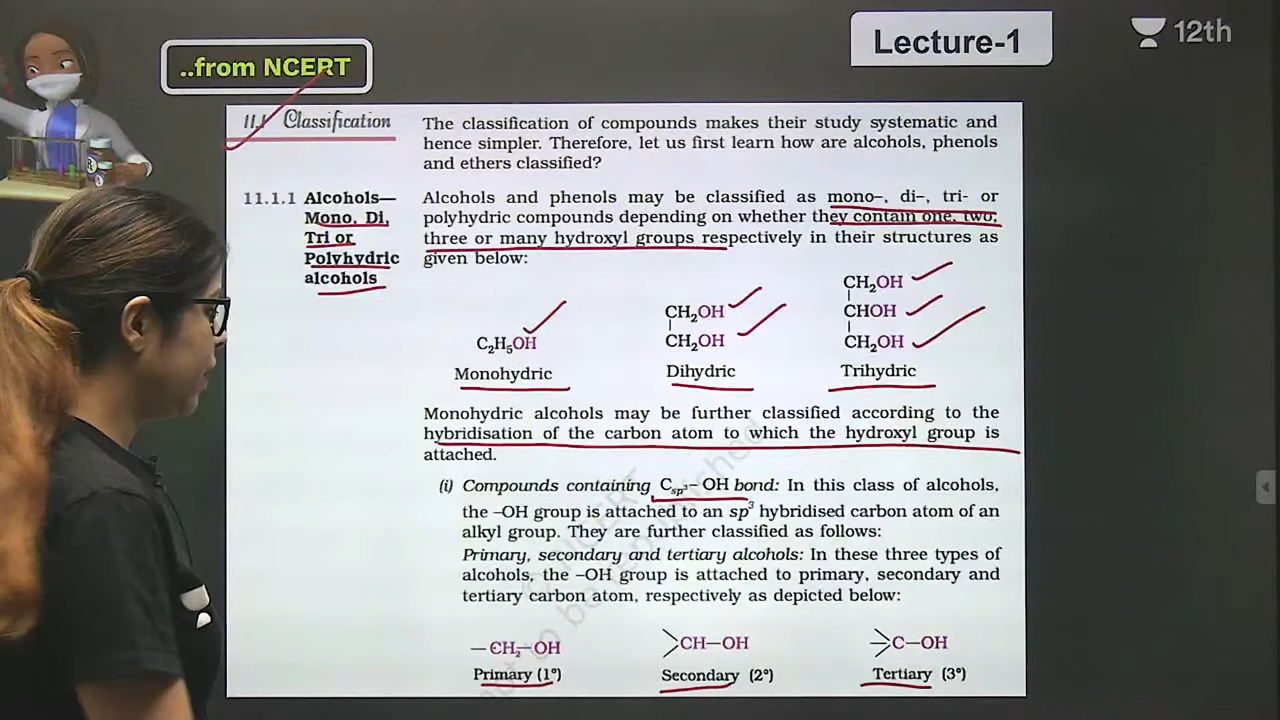 ..from NCERT
Lecture-1
12th
11.1 Classification
The classification of compounds makes their study systematic and
hence simpler. Therefore, let us first learn how are alcohols, phenols
and ethers classified?
11.1.1 Alcohols—
Mono, Di,
Tri or
Polyhydric
alcohols
Alcohols and phenols may be classified as mono–, di–, tri- or
polyhydric compounds depending on whether they contain one, two,
three or many hydroxyl groups respectively in their structures as
given below:
C₂H₅OH
Monohydric
CH₂OH
CH₂OH
Dihydric
CH₂OH
CHOH
CH₂OH
Trihydric
Monohydric alcohols may be further classified according to the
hybridisation of the carbon atom to which the hydroxyl group is
attached.
(i) Compounds containing Csp³–OH bond: In this class of alcohols,
the –OH group is attached to an sp³ hybridised carbon atom of an
alkyl group. They are further classified as follows:
Primary, secondary and tertiary alcohols: In these three types of
alcohols, the –OH group is attached to primary, secondary and
tertiary carbon atom, respectively as depicted below:
—CH₂—OH
Primary (1°)
CH—OH
Secondary (2°)
C—OH
Tertiary (3°)
© NCERT
not to be republished